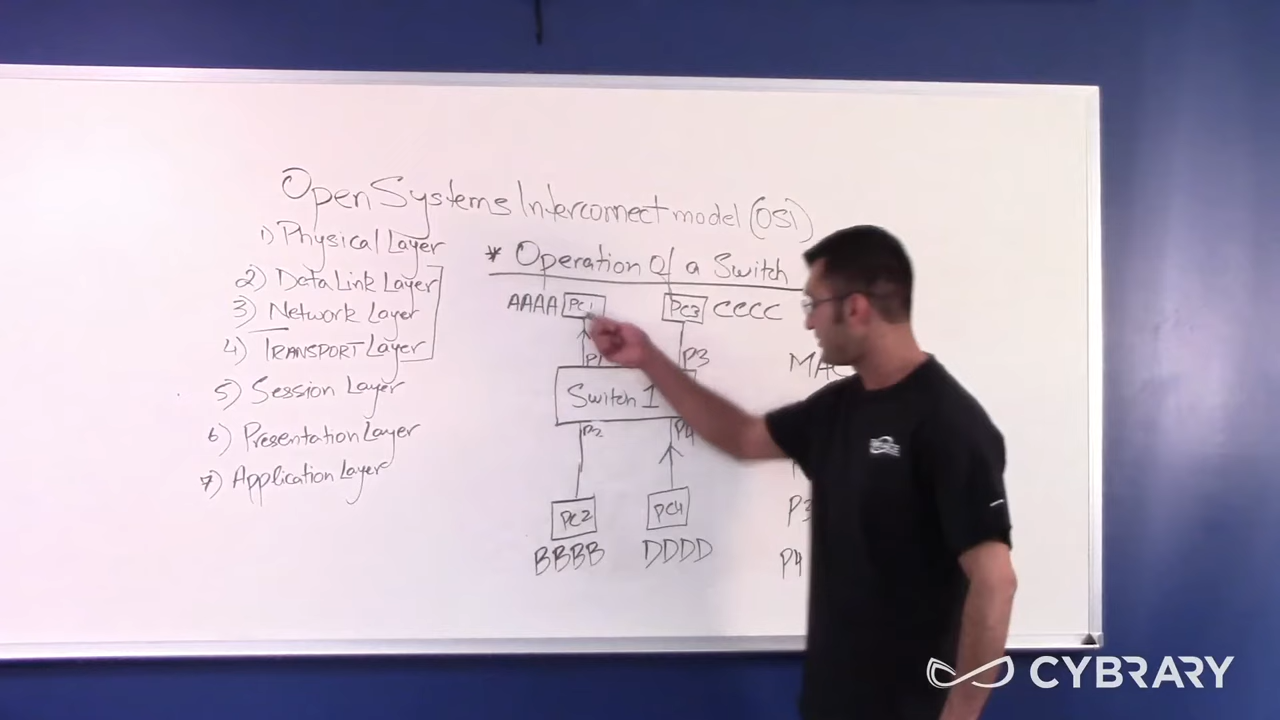 Open Systems Interconnect model (OSi)
1) Physical Layer
2) Data Link Layer
3) Network Layer
4) TRANSPORT Layer
5) Session Layer
6) Presentation Layer
7) Application Layer
* Operation Of a Switch
AAAA PC1
PC3 CCCC
P1
P3
MAC
Switch 1
P2
P4
PC2
PC4
BBBB
DDDD
P3
P4
CYBRARY